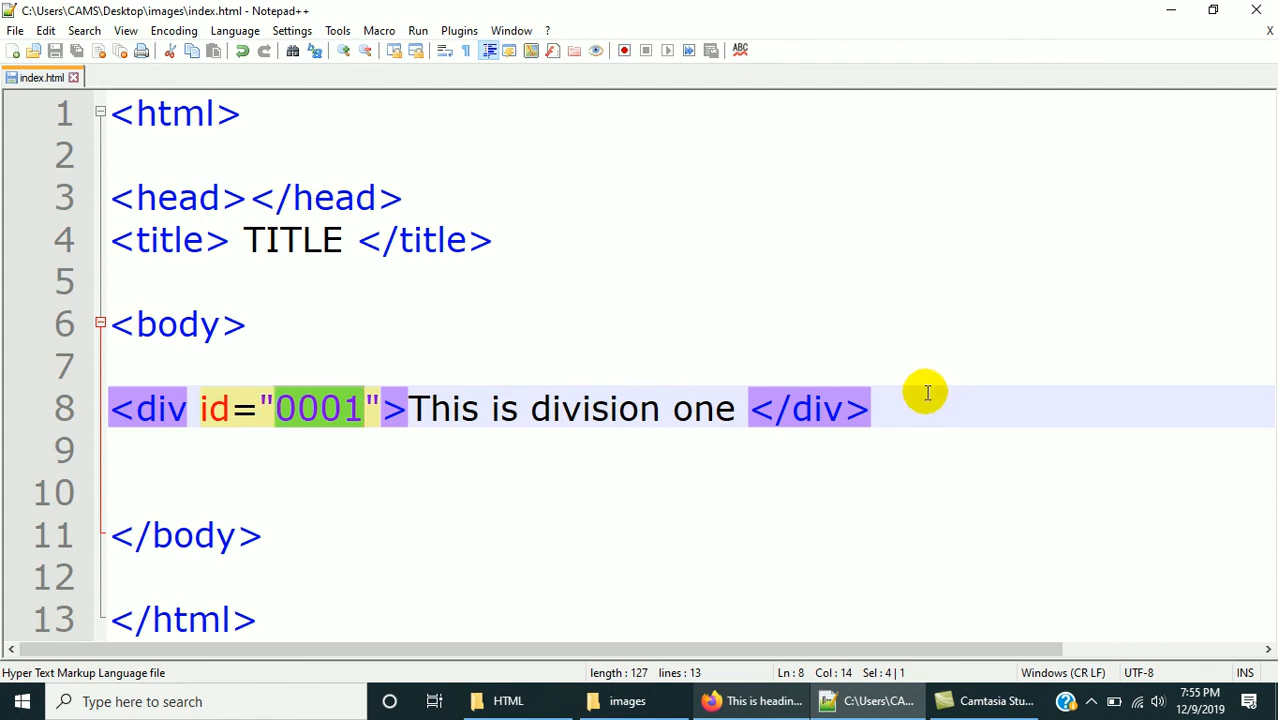 C:\Users\CAMS\Desktop\images\index.html - Notepad++
File Edit Search View Encoding Language Settings Tools Macro Run Plugins Window ? X
ABC
index.html
1 <html>
2
3 <head></head>
4 <title> TITLE </title>
5
6 <body>
7
8 <div id="0001">This is division one </div>
9
10
11 </body>
12
13 </html>
Hyper Text Markup Language file length : 127 lines : 13 Ln : 8 Col : 14 Sel : 4 | 1 Windows (CR LF) UTF-8 INS
Type here to search HTML images This is headin... C:\Users\CA... Camtasia Stu... 7:55 PM
12/9/2019